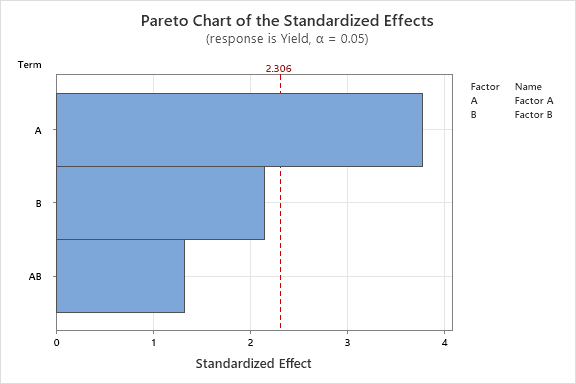 Pareto Chart of the Standardized Effects
(response is Yield, α = 0.05)
Term
2.306
Factor Name
A Factor A
B Factor B
A
B
AB
0 1 2 3 4
Standardized Effect